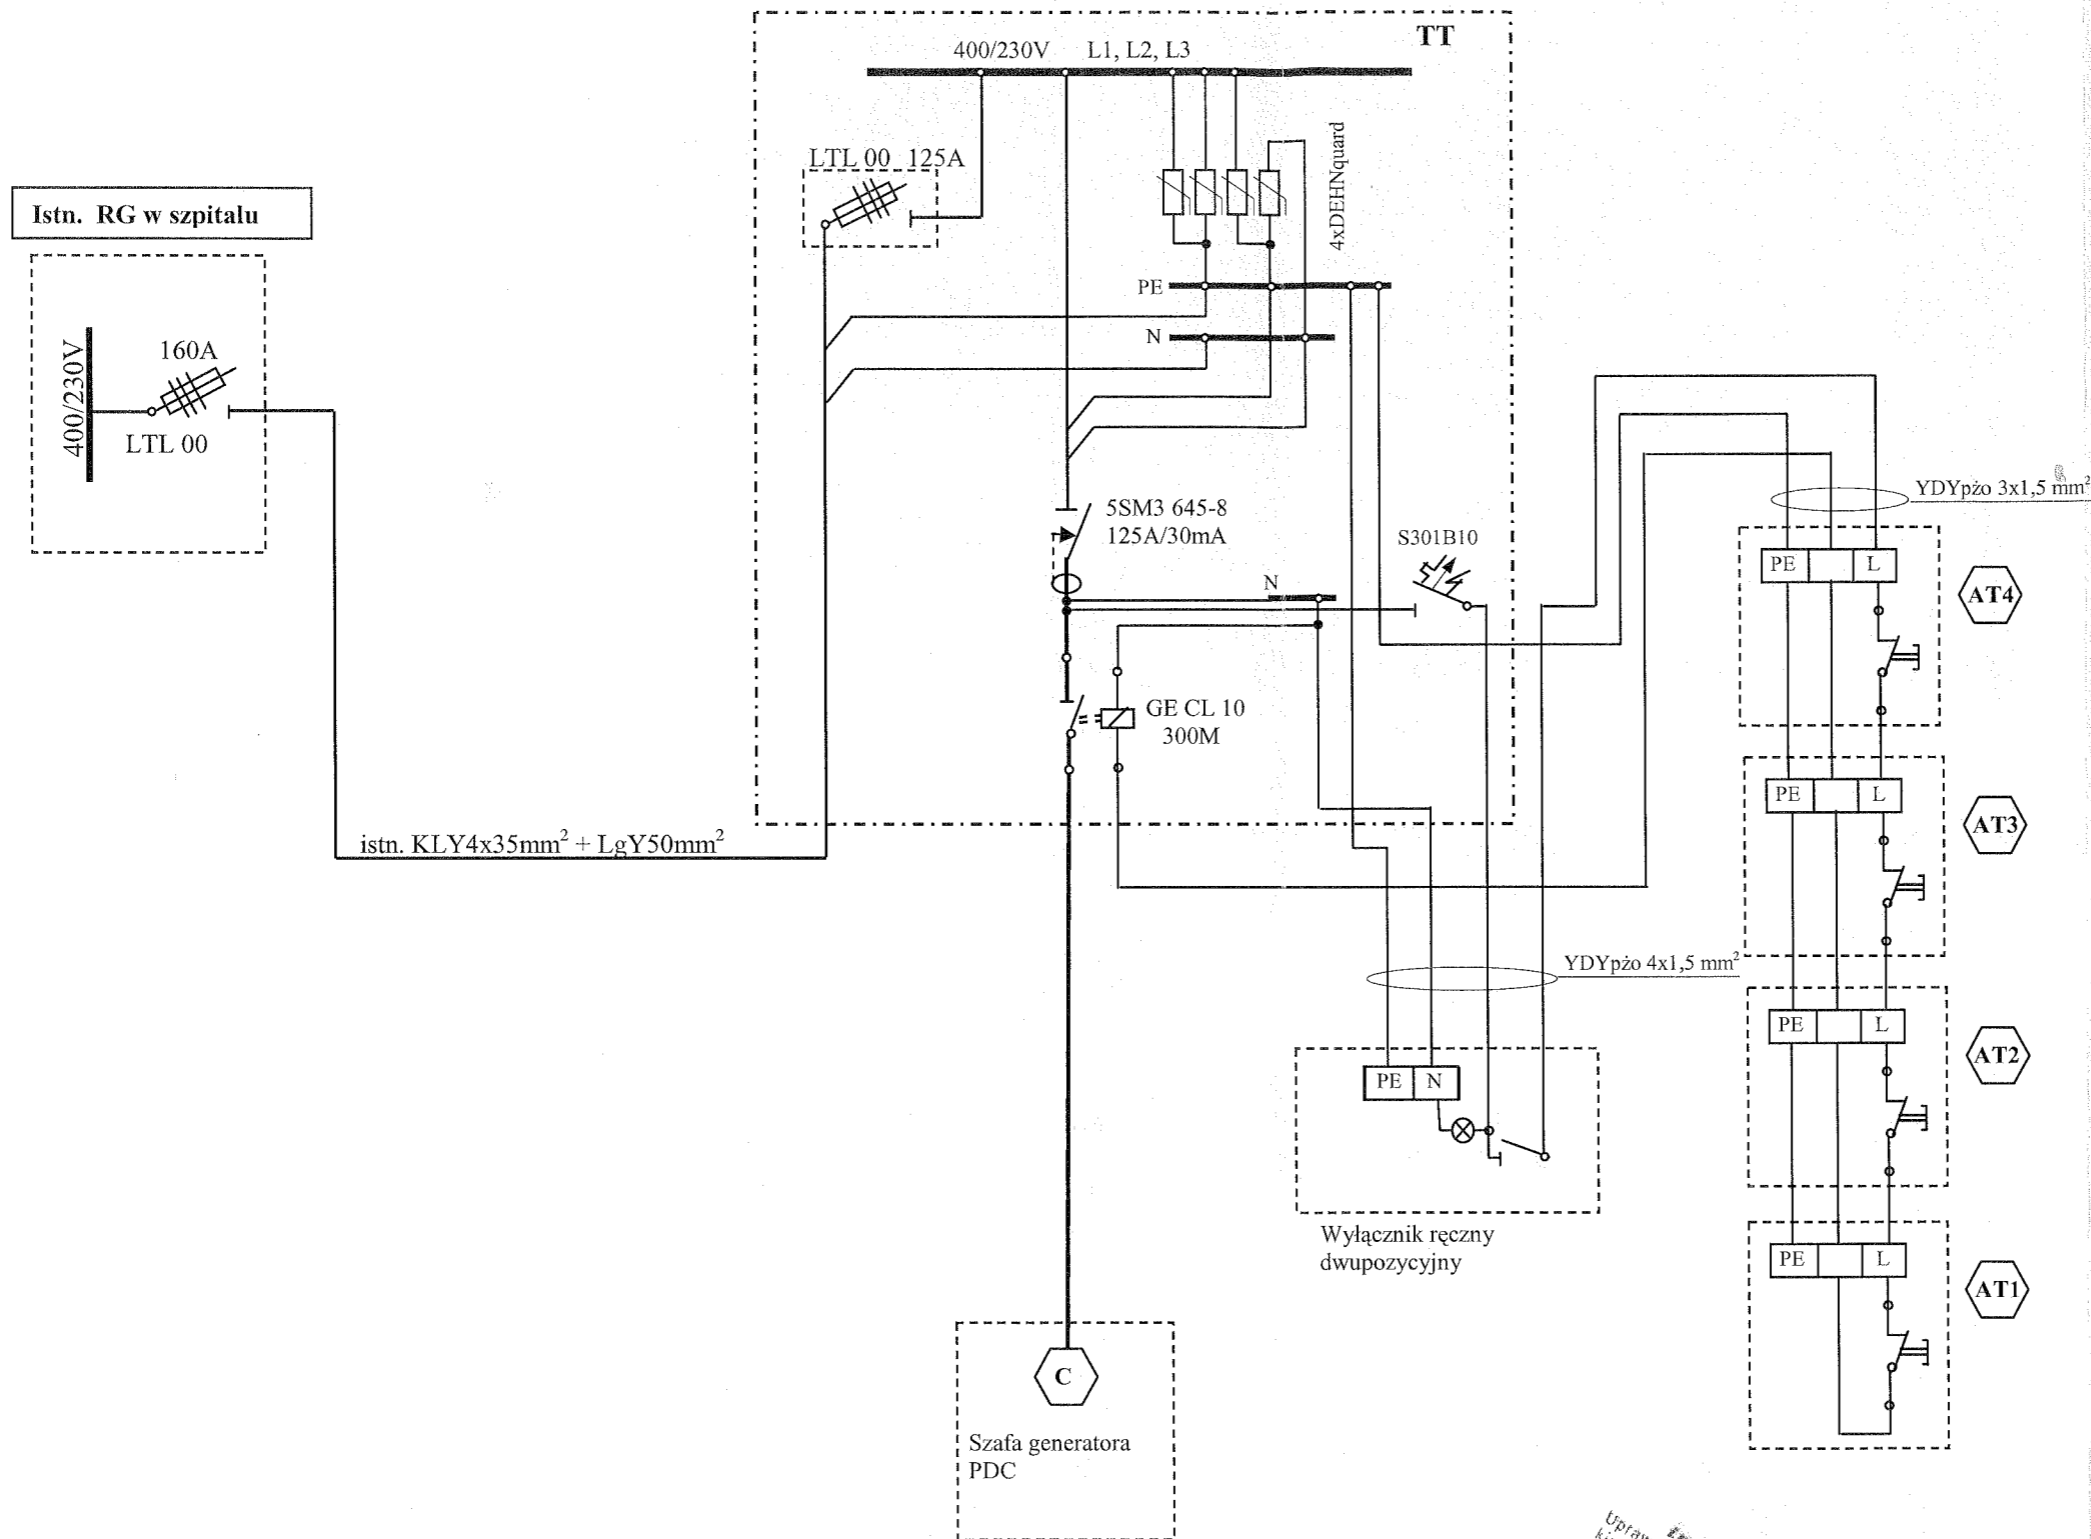 TT
400/230V L1, L2, L3
LTL 00 125A
4xDEHNquard
Istn. RG w szpitalu
400/230V
160A
LTL 00
PE
N
5SM3 645-8
125A/30mA
N
S301B10
GE CL 10
300M
istn. KLY4x35mm² + LgY50mm²
YDYpżo 3x1,5 mm²
PE L
AT4
PE L
AT3
YDYpżo 4x1,5 mm²
PE L
AT2
PE N
Wyłącznik ręczny
dwupozycyjny
PE L
AT1
C
Szafa generatora
PDC